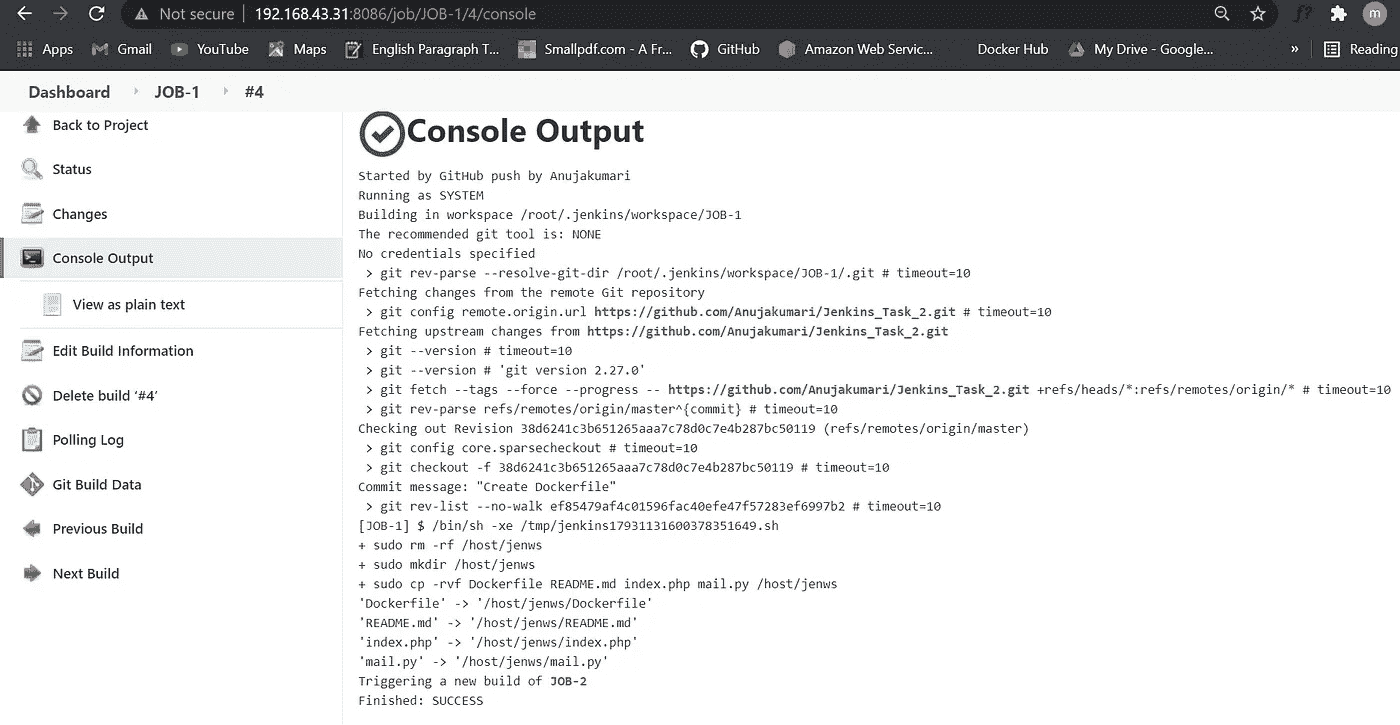 Not secure | 192.168.43.31:8086/job/JOB-1/4/console
m
Apps Gmail YouTube Maps English Paragraph T... Smallpdf.com - A Fr... GitHub Amazon Web Servic... Docker Hub My Drive - Google... » Reading
Dashboard JOB-1 #4
Back to Project
Status
Changes
Console Output
View as plain text
Edit Build Information
Delete build ‘#4’
Polling Log
Git Build Data
Previous Build
Next Build
Console Output
Started by GitHub push by Anujakumari
Running as SYSTEM
Building in workspace /root/.jenkins/workspace/JOB-1
The recommended git tool is: NONE
No credentials specified
> git rev-parse --resolve-git-dir /root/.jenkins/workspace/JOB-1/.git # timeout=10
Fetching changes from the remote Git repository
> git config remote.origin.url https://github.com/Anujakumari/Jenkins_Task_2.git # timeout=10
Fetching upstream changes from https://github.com/Anujakumari/Jenkins_Task_2.git
> git --version # timeout=10
> git --version # 'git version 2.27.0'
> git fetch --tags --force --progress -- https://github.com/Anujakumari/Jenkins_Task_2.git +refs/heads/*:refs/remotes/origin/* # timeout=10
> git rev-parse refs/remotes/origin/master^{commit} # timeout=10
Checking out Revision 38d6241c3b651265aaa7c78d0c7e4b287bc50119 (refs/remotes/origin/master)
> git config core.sparsecheckout # timeout=10
> git checkout -f 38d6241c3b651265aaa7c78d0c7e4b287bc50119 # timeout=10
Commit message: "Create Dockerfile"
> git rev-list --no-walk ef85479af4c01596fac40efe47f57283ef6997b2 # timeout=10
[JOB-1] $ /bin/sh -xe /tmp/jenkins17931131600378351649.sh
+ sudo rm -rf /host/jenws
+ sudo mkdir /host/jenws
+ sudo cp -rvf Dockerfile README.md index.php mail.py /host/jenws
'Dockerfile' -> '/host/jenws/Dockerfile'
'README.md' -> '/host/jenws/README.md'
'index.php' -> '/host/jenws/index.php'
'mail.py' -> '/host/jenws/mail.py'
Triggering a new build of JOB-2
Finished: SUCCESS